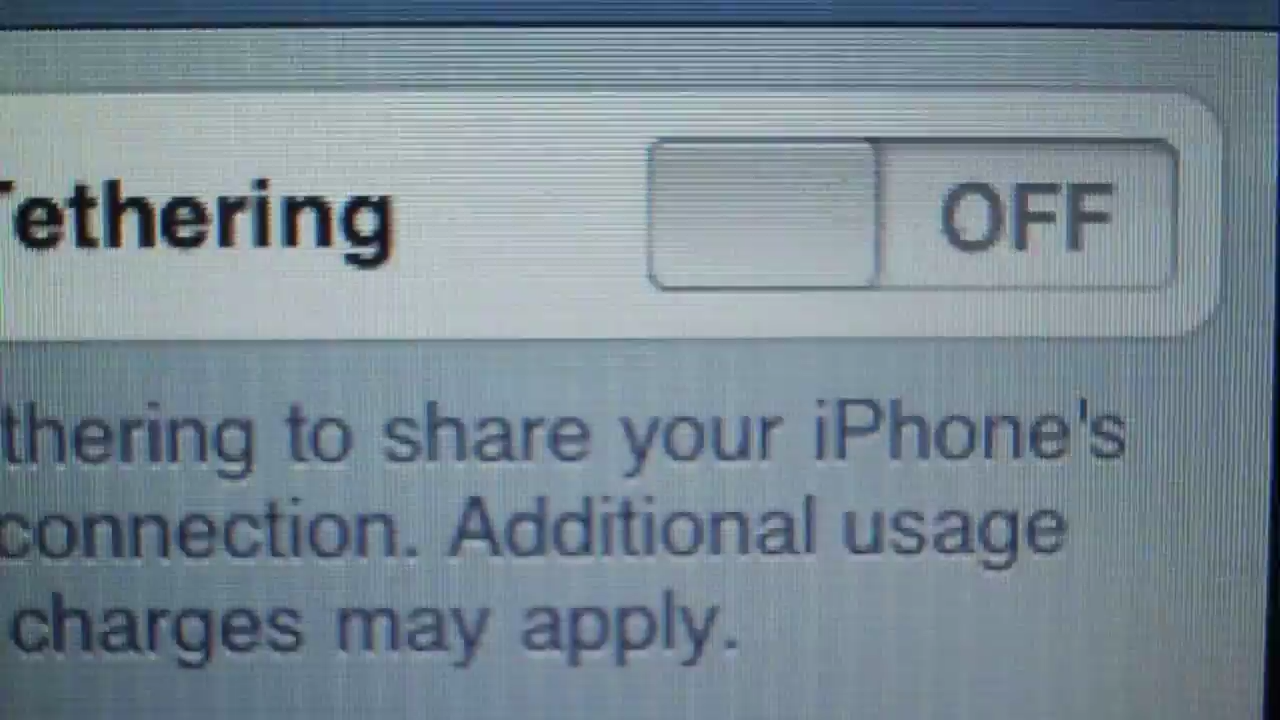 Tethering OFF
thering to share your iPhone's
connection. Additional usage
charges may apply.